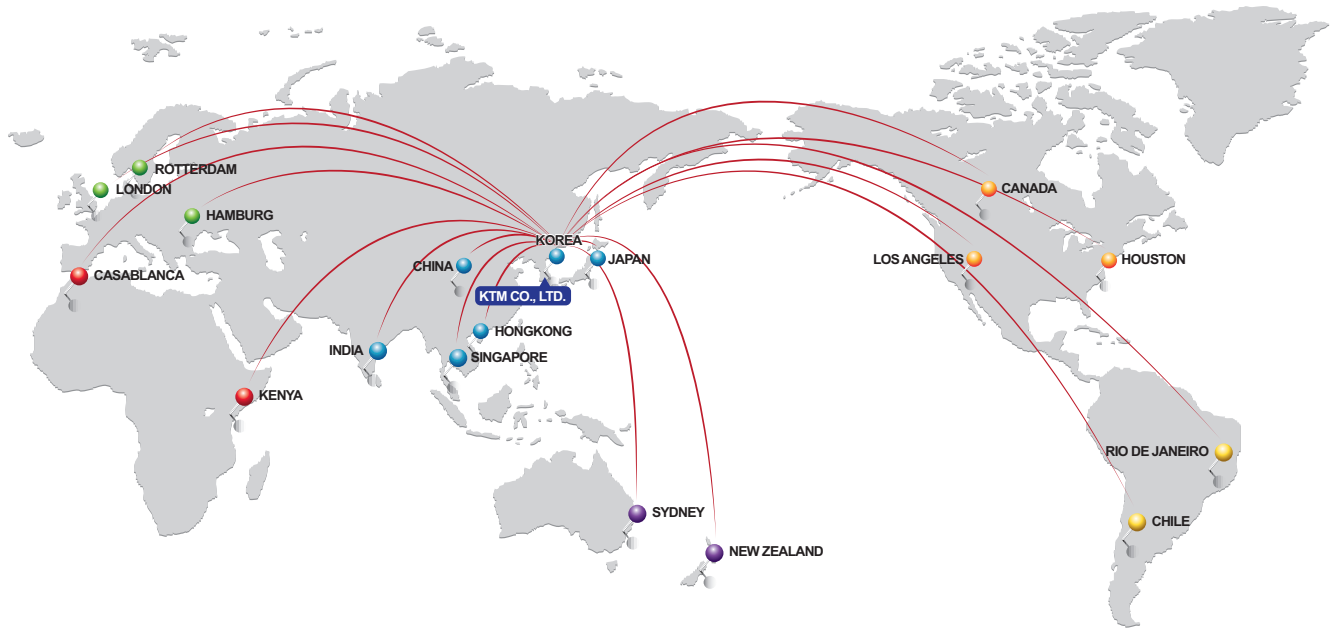 ROTTERDAM
LONDON
CANADA
HAMBURG
KOREA
CHINA
JAPAN
LOS ANGELES
HOUSTON
CASABLANCA
KTM CO., LTD.
HONGKONG
INDIA
SINGAPORE
KENYA
RIO DE JANEIRO
SYDNEY
CHILE
NEW ZEALAND